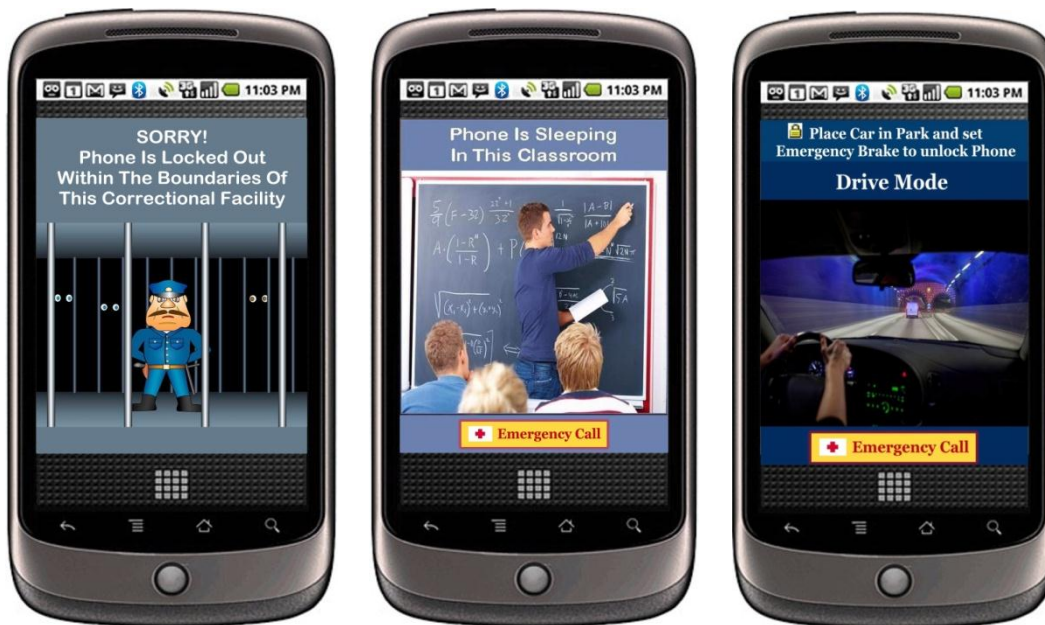 11:03 PM
SORRY!
Phone Is Locked Out
Within The Boundaries Of
This Correctional Facility
11:03 PM
Phone Is Sleeping
In This Classroom
Emergency Call
11:03 PM
Place Car in Park and set
Emergency Brake to unlock Phone
Drive Mode
Emergency Call